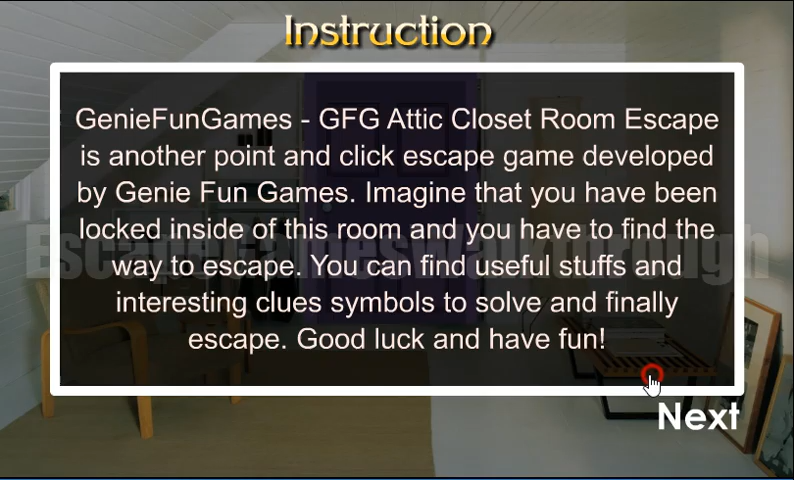 Instruction
GenieFunGames - GFG Attic Closet Room Escape
is another point and click escape game developed
by Genie Fun Games. Imagine that you have been
locked inside of this room and you have to find the
way to escape. You can find useful stuffs and
interesting clues symbols to solve and finally
escape. Good luck and have fun!
EscapeGamesWalkthrough
Next